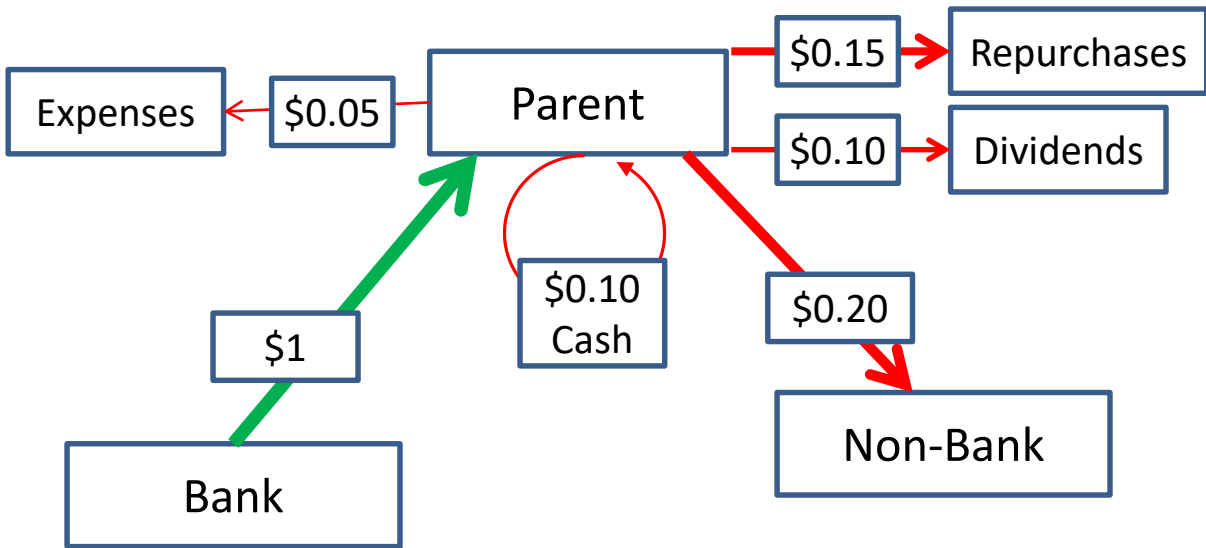 $0.15
Repurchases
Parent
Expenses
$0.05
$0.10
Dividends
$0.10
Cash
$0.20
$1
Non-Bank
Bank